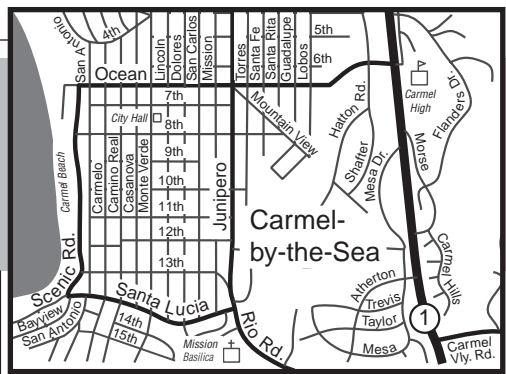 San Antonio
4th
Lincoln
Dolores
San Carlos
Mission
Torres
Santa Fe
Santa Rita
Guadalupe
Lobos
5th
6th
Ocean
Carmel
High
Flanders Dr.
7th
City Hall
8th
Mountain View
Hatton Rd.
Shafter
Mesa Dr.
Morse
Carmel Beach
Carmelo
Camino Real
Casanova
Monte Verde
9th
10th
11th
12th
13th
Junipero
Carmel-
by-the-Sea
Carmel Hills
Scenic Rd.
Santa Lucia
Bayview
San Antonio
14th
15th
Mission
Basilica
Rio Rd.
Atherton
Trevis
Taylor
Mesa
1
Carmel
Vly. Rd.